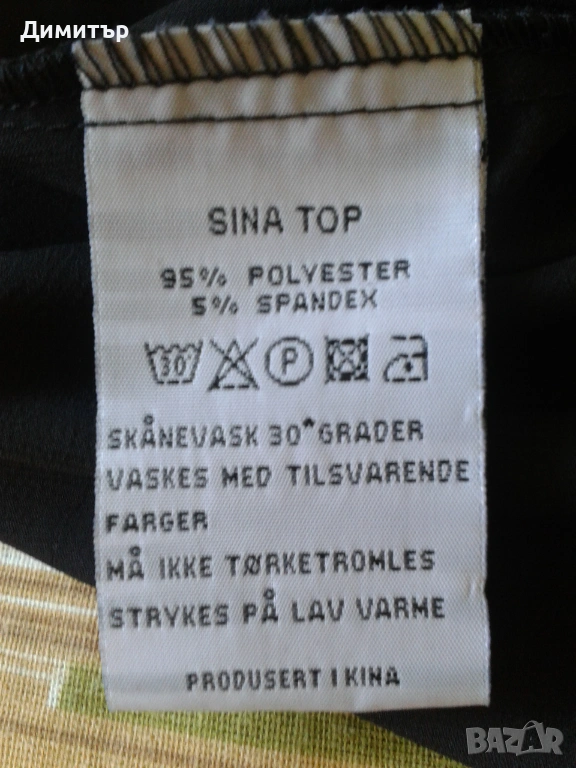 Димитър
SINA TOP
95% POLYESTER
5% SPANDEX
30° P
SKÅNEVASK 30°GRADER
VASKES MED TILSVARENDE
FARGER
MÅ IKKE TØRKETROMLES
STRYKES PÅ LAV VARME
PRODUSERT I KINA
BAZAR